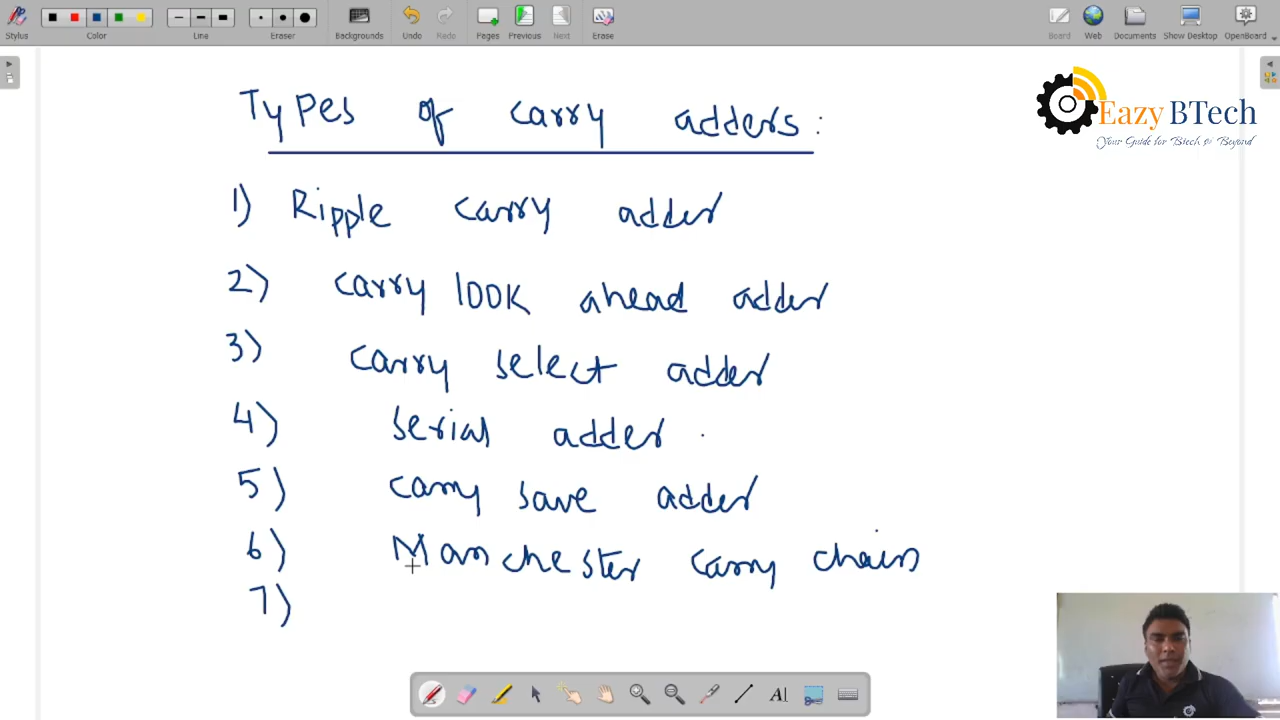 Stylus Color Line Eraser Backgrounds Undo Redo Pages Previous Next Erase Board Web Documents Show Desktop OpenBoard
Eazy BTech
Your Guide for Btech & Beyond
Types of carry adders:
1) Ripple carry adder
2) carry look ahead adder
3) carry select adder
4) serial adder
5) carry save adder
6) Manchester carry chain
7)